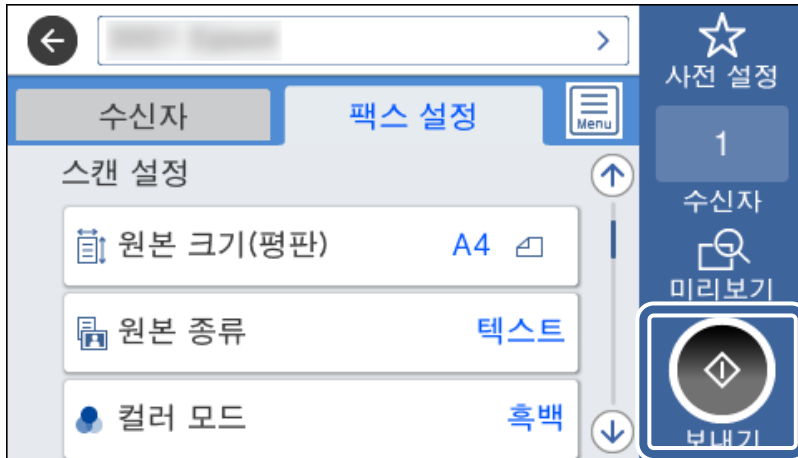 사전 설정
수신자
팩스 설정
Menu
1
수신자
스캔 설정
원본 크기(평판)
A4
미리보기
원본 종류
텍스트
컬러 모드
흑백
보내기